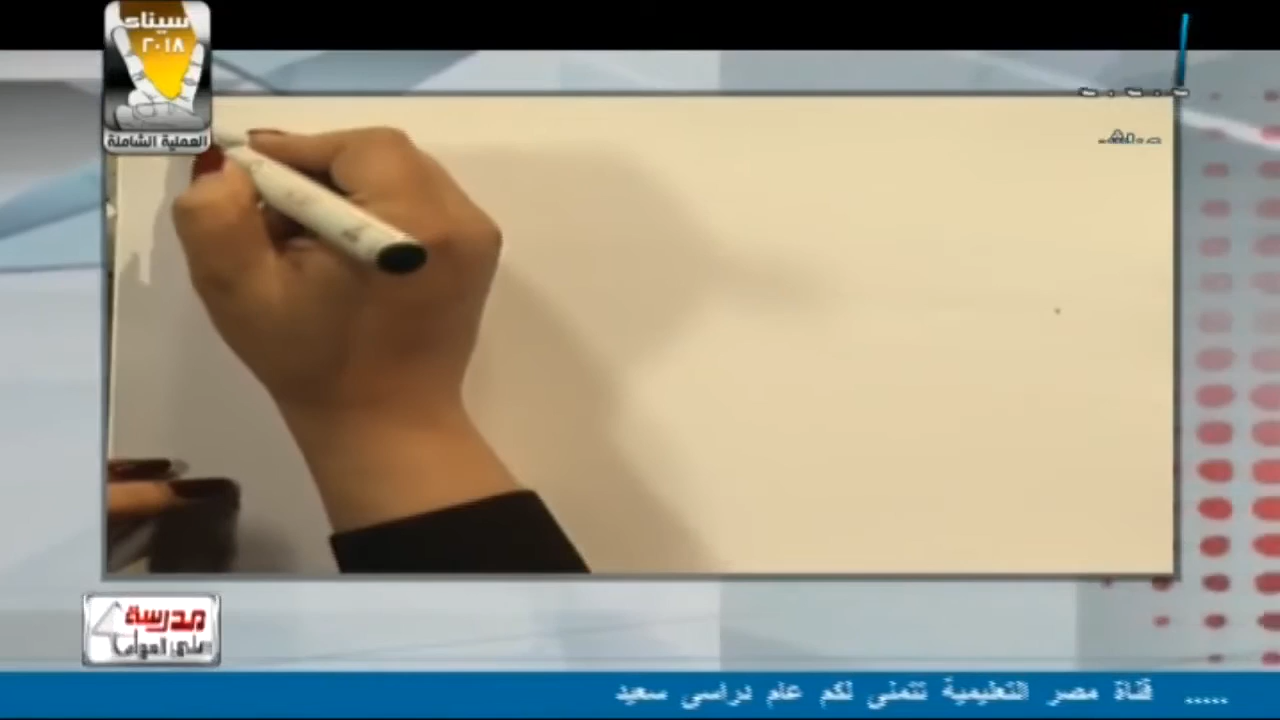 سيناء
٢٠١٨
العملية الشاملة
مدرسة
على الهواء
..... قناة مصر التعليمية تتمنى لكم عام دراسي سعيد